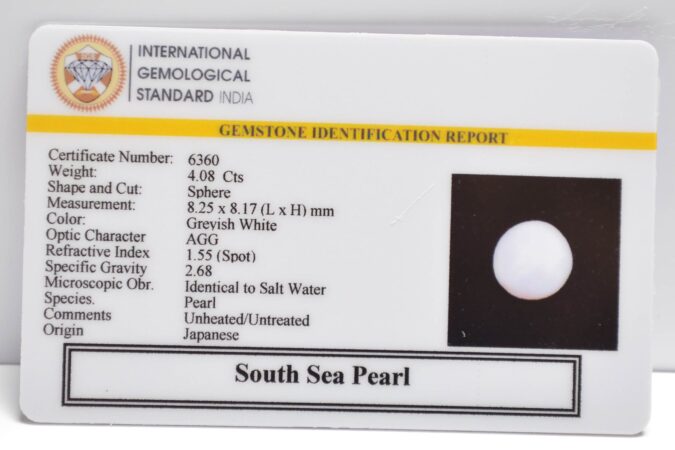 INTERNATIONAL
GEMOLOGICAL
STANDARD INDIA
GEMSTONE IDENTIFICATION REPORT
Certificate Number: 6360
Weight: 4.08 Cts
Shape and Cut: Sphere
Measurement: 8.25 x 8.17 (L x H) mm
Color: Greyish White
Optic Character AGG
Refractive Index 1.55 (Spot)
Specific Gravity 2.68
Microscopic Obr. Identical to Salt Water
Species. Pearl
Comments Unheated/Untreated
Origin Japanese
South Sea Pearl